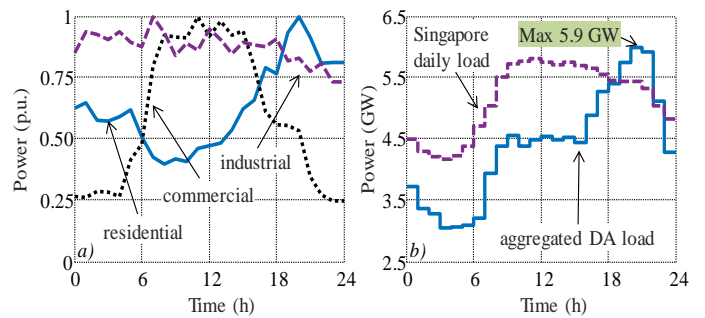 1
0.75
0.50
0.25
0
Power (p.u.)
industrial
commercial
residential
a)
0
6
12
18
24
Time (h)
6.5
5.5
4.5
3.5
2.5
Power (GW)
Singapore
daily load
Max 5.9 GW
aggregated DA load
b)
0
6
12
18
24
Time (h)